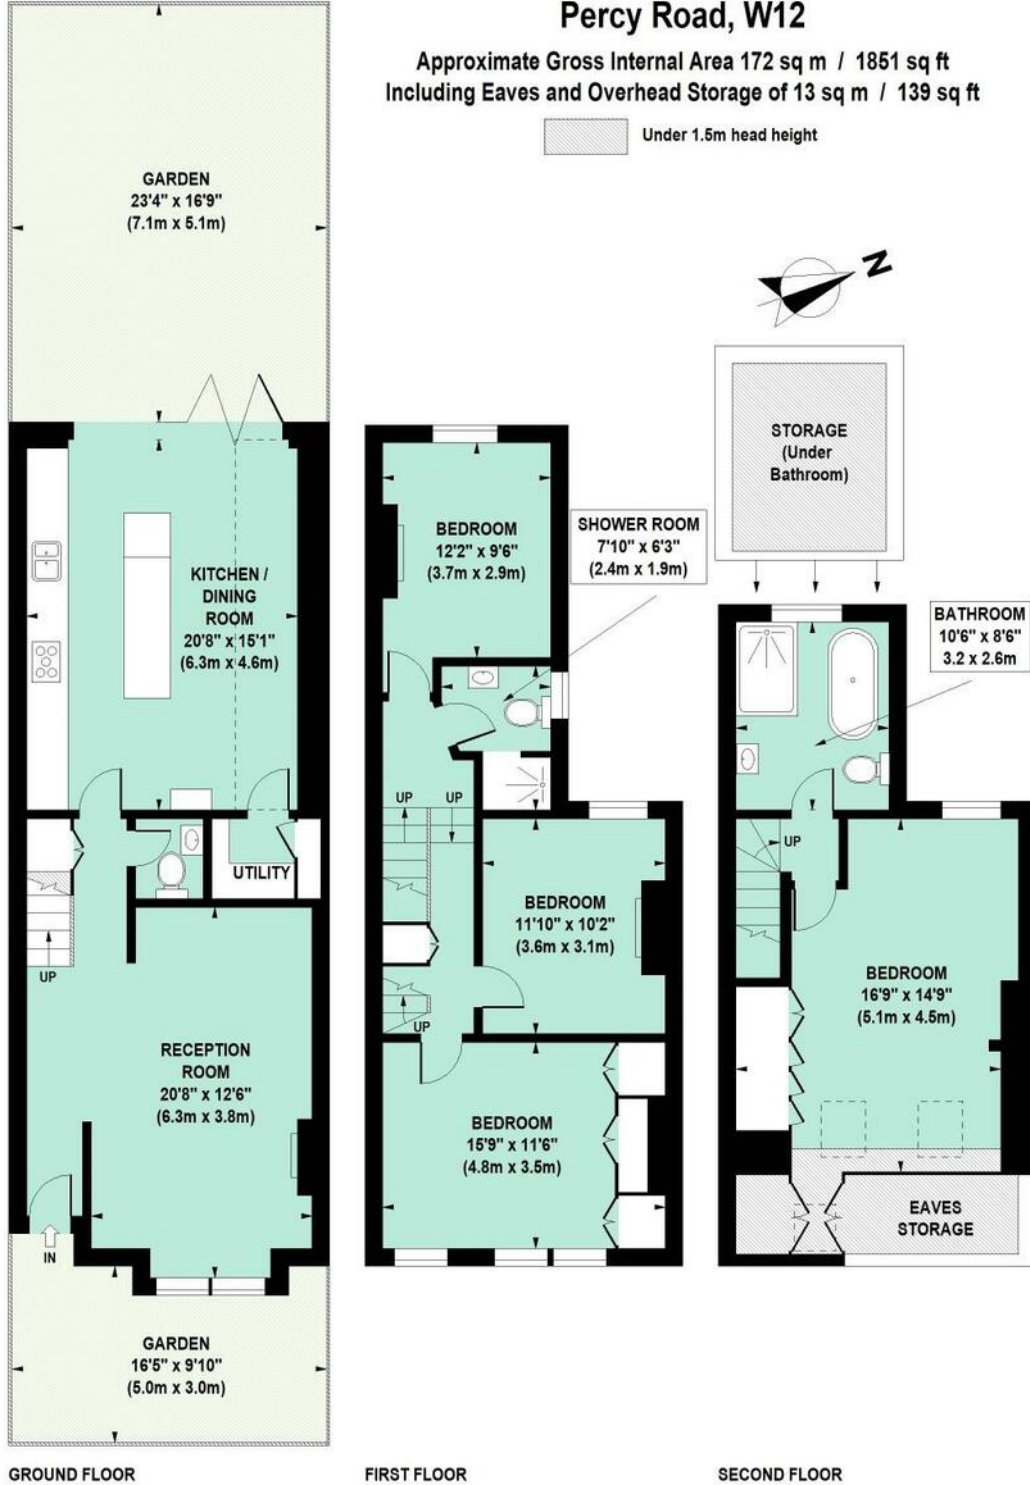 Percy Road, W12
Approximate Gross Internal Area 172 sq m / 1851 sq ft
Including Eaves and Overhead Storage of 13 sq m / 139 sq ft
Under 1.5m head height
N
GARDEN
23'4" x 16'9"
(7.1m x 5.1m)
KITCHEN /
DINING
ROOM
20'8" x 15'1"
(6.3m x 4.6m)
UTILITY
UP
RECEPTION
ROOM
20'8" x 12'6"
(6.3m x 3.8m)
IN
GARDEN
16'5" x 9'10"
(5.0m x 3.0m)
GROUND FLOOR
BEDROOM
12'2" x 9'6"
(3.7m x 2.9m)
SHOWER ROOM
7'10" x 6'3"
(2.4m x 1.9m)
UP
UP
BEDROOM
11'10" x 10'2"
(3.6m x 3.1m)
UP
BEDROOM
15'9" x 11'6"
(4.8m x 3.5m)
FIRST FLOOR
STORAGE
(Under
Bathroom)
BATHROOM
10'6" x 8'6"
3.2 x 2.6m
UP
BEDROOM
16'9" x 14'9"
(5.1m x 4.5m)
EAVES
STORAGE
SECOND FLOOR